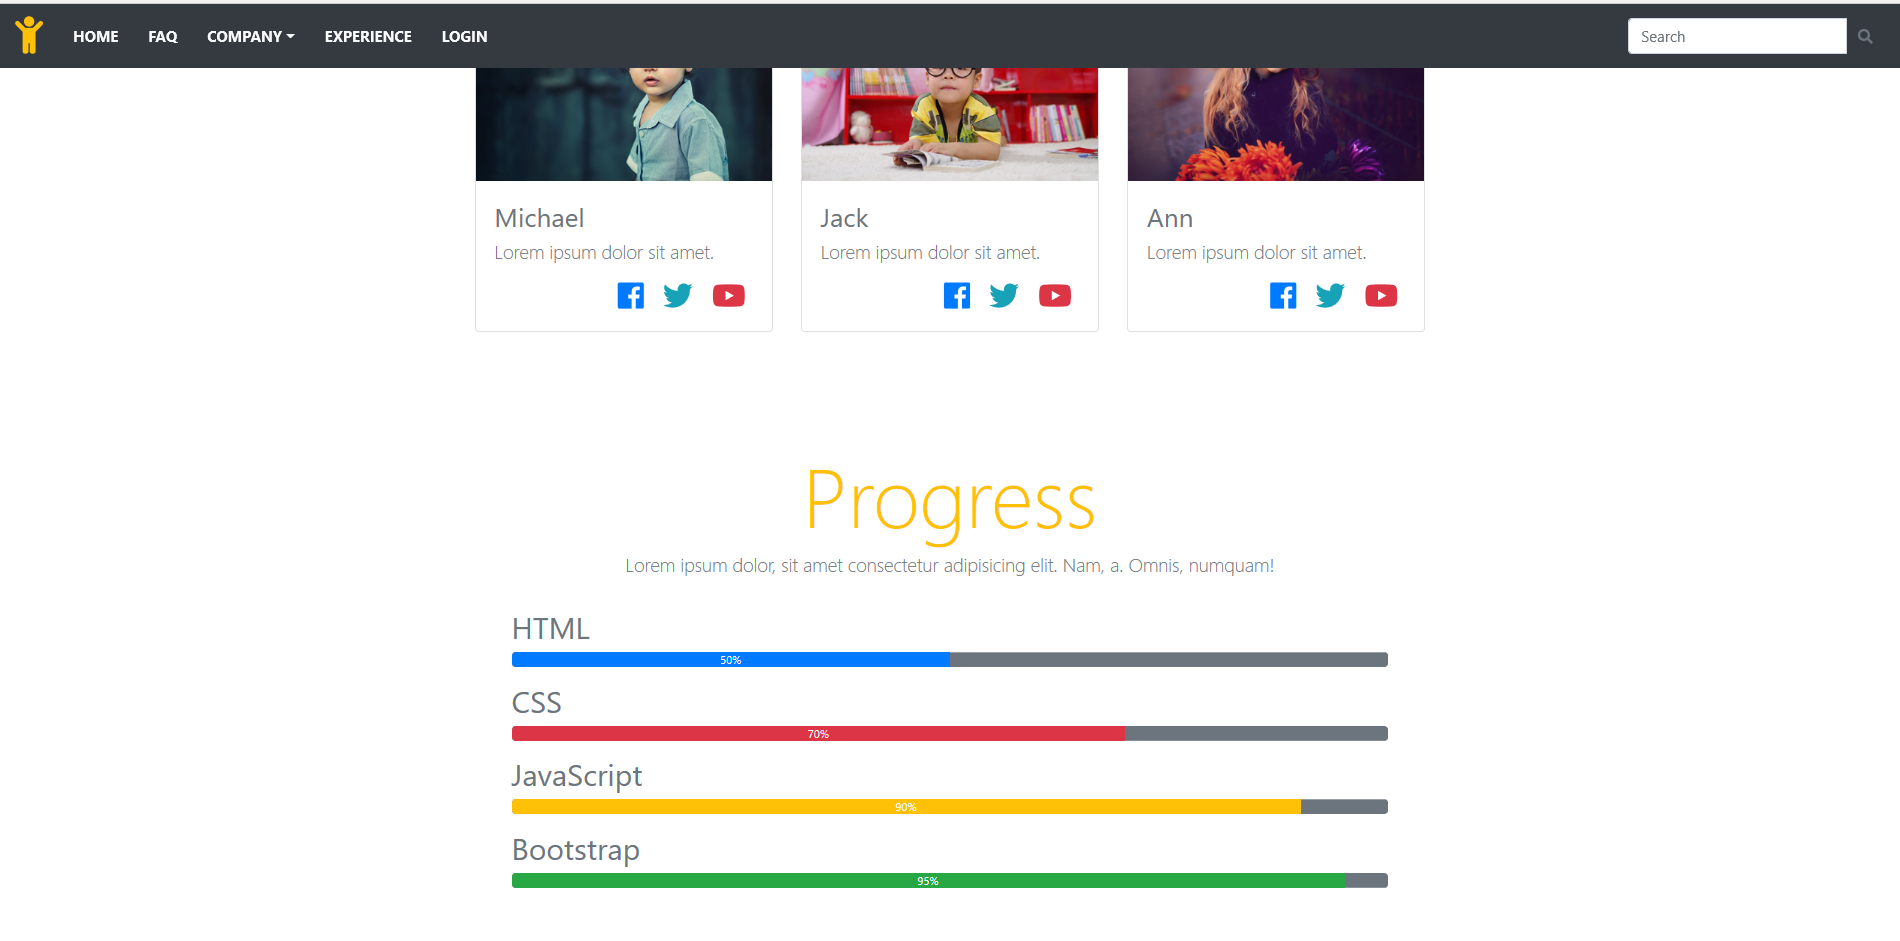 HOME FAQ COMPANY EXPERIENCE LOGIN Search
Michael Jack Ann
Lorem ipsum dolor sit amet. Lorem ipsum dolor sit amet. Lorem ipsum dolor sit amet.
Progress
Lorem ipsum dolor, sit amet consectetur adipisicing elit. Nam, a. Omnis, numquam!
HTML
50%
CSS
70%
JavaScript
90%
Bootstrap
95%